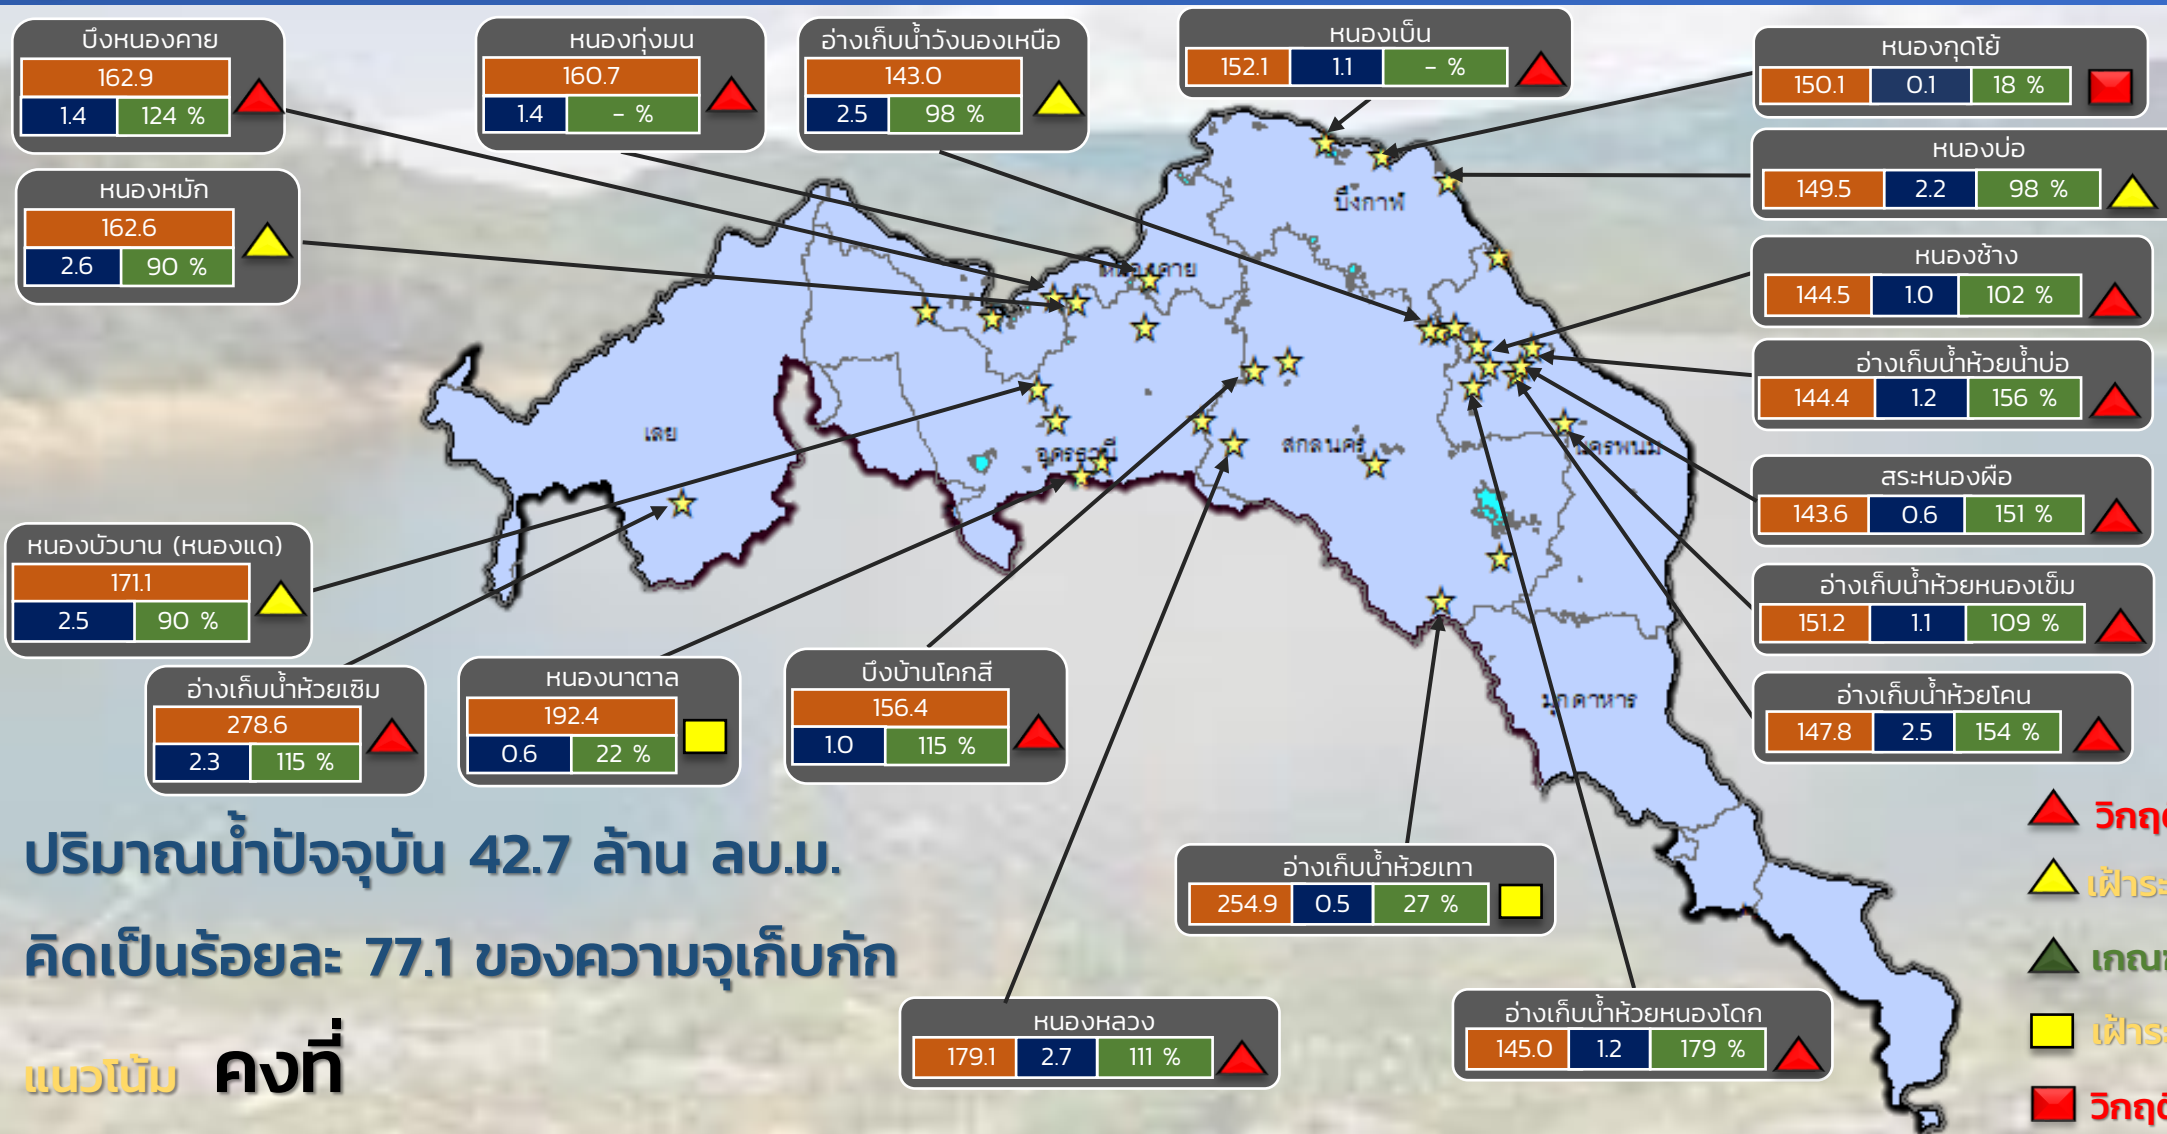 บึงหนองคาย
162.9
1.4 124 %
หนองทุ่งมน
160.7
1.4 - %
อ่างเก็บน้ำวังนองเหนือ
143.0
2.5 98 %
หนองเบ็น
152.1 1.1 - %
หนองกุดโย้
150.1 0.1 18 %
หนองหมัก
162.6
2.6 90 %
หนองบ่อ
149.5 2.2 98 %
หนองช้าง
144.5 1.0 102 %
อ่างเก็บน้ำห้วยน้ำบ่อ
144.4 1.2 156 %
สระหนองผือ
143.6 0.6 151 %
อ่างเก็บน้ำห้วยหนองเข็ม
151.2 1.1 109 %
อ่างเก็บน้ำห้วยโคน
147.8 2.5 154 %
บึงกาฬ
หนองคาย
เลย
อุดรธานี
สกลนคร
นครพนม
มุกดาหาร
หนองบัวบาน (หนองแด)
171.1
2.5 90 %
อ่างเก็บน้ำห้วยเซิม
278.6
2.3 115 %
หนองนาตาล
192.4
0.6 22 %
บึงบ้านโคกสี
156.4
1.0 115 %
อ่างเก็บน้ำห้วยเทา
254.9 0.5 27 %
หนองหลวง
179.1 2.7 111 %
อ่างเก็บน้ำห้วยหนองโดก
145.0 1.2 179 %
ปริมาณน้ำปัจจุบัน 42.7 ล้าน ลบ.ม.
คิดเป็นร้อยละ 77.1 ของความจุเก็บกัก
แนวโน้ม คงที่